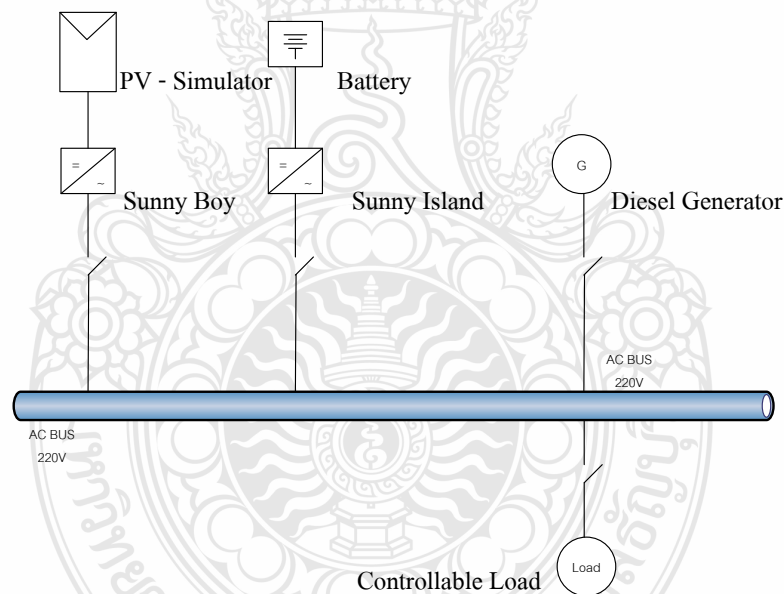 PV - Simulator
Battery
=
~
Sunny Boy
=
~
Sunny Island
G
Diesel Generator
AC BUS
220V
AC BUS
220V
Load
Controllable Load